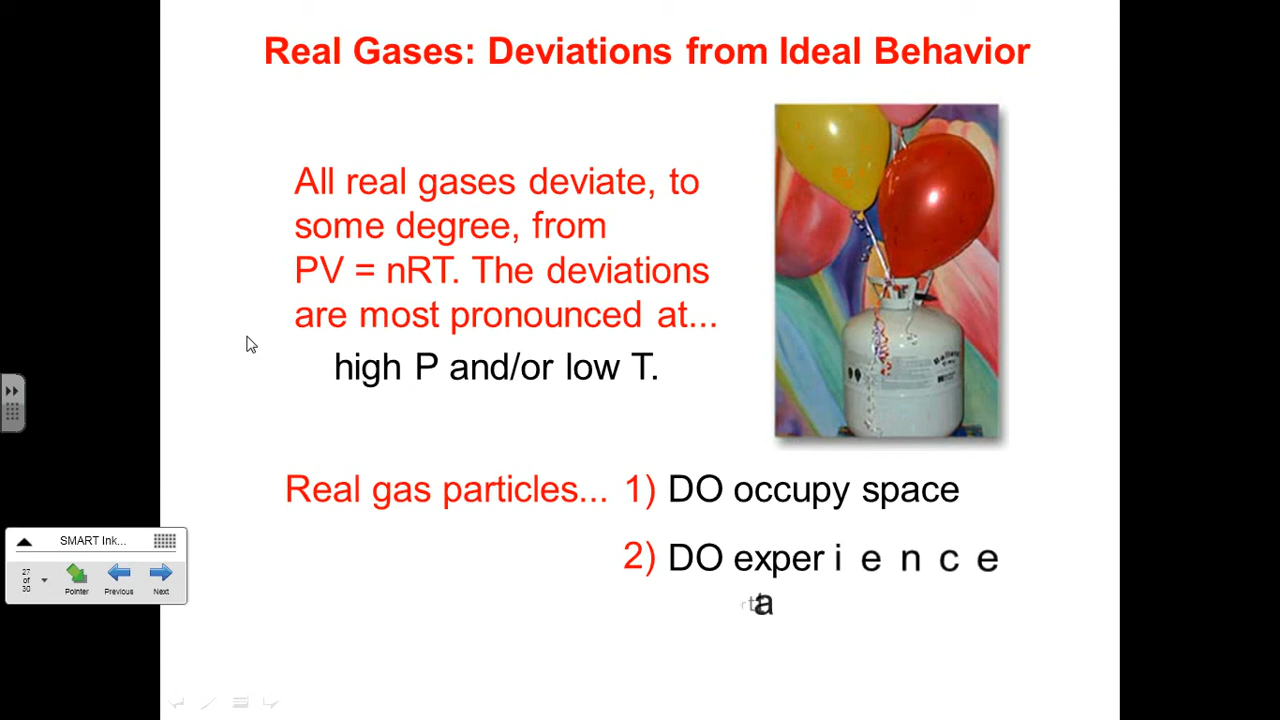 Real Gases: Deviations from Ideal Behavior
All real gases deviate, to
some degree, from
PV = nRT. The deviations
are most pronounced at...
high P and/or low T.
Real gas particles... 1) DO occupy space
2) DO experience
a
SMART Ink...
27
of
30
Pointer Previous Next